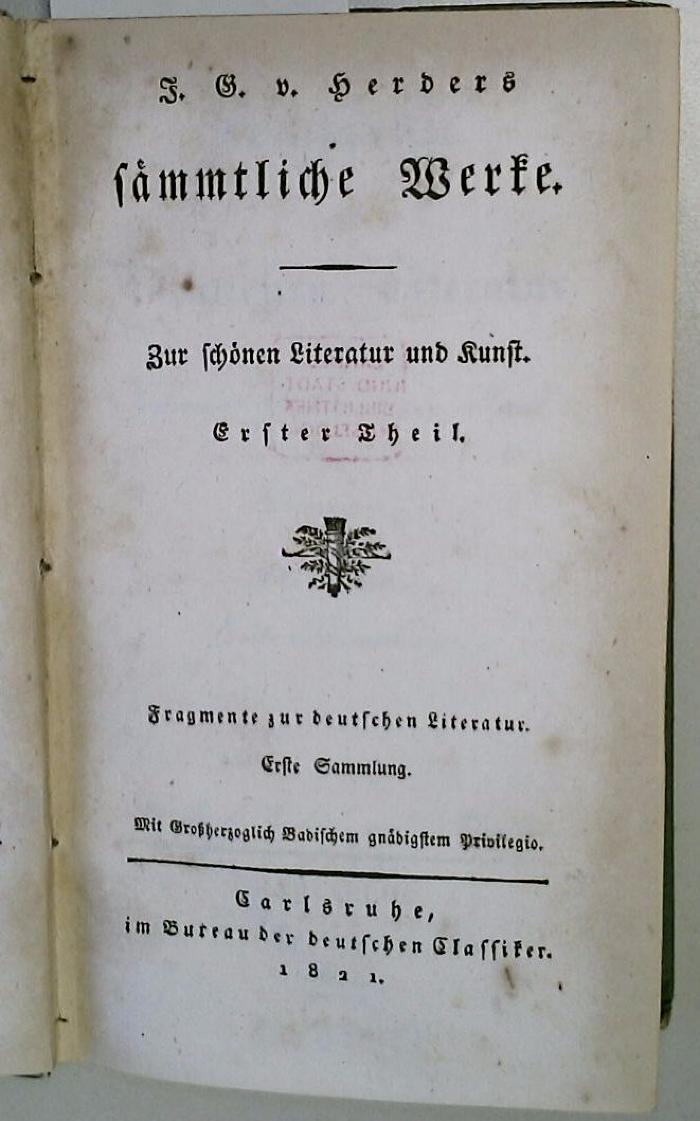 J. G. v. Herders
sämmtliche Werke.
Zur schönen Literatur und Kunst.
Erster Theil.
Fragmente zur deutschen Literatur.
Erste Sammlung.
Mit Großherzoglich Badischem gnädigstem Privilegio.
Carlsruhe,
im Bureau der deutschen Classiker.
1821.